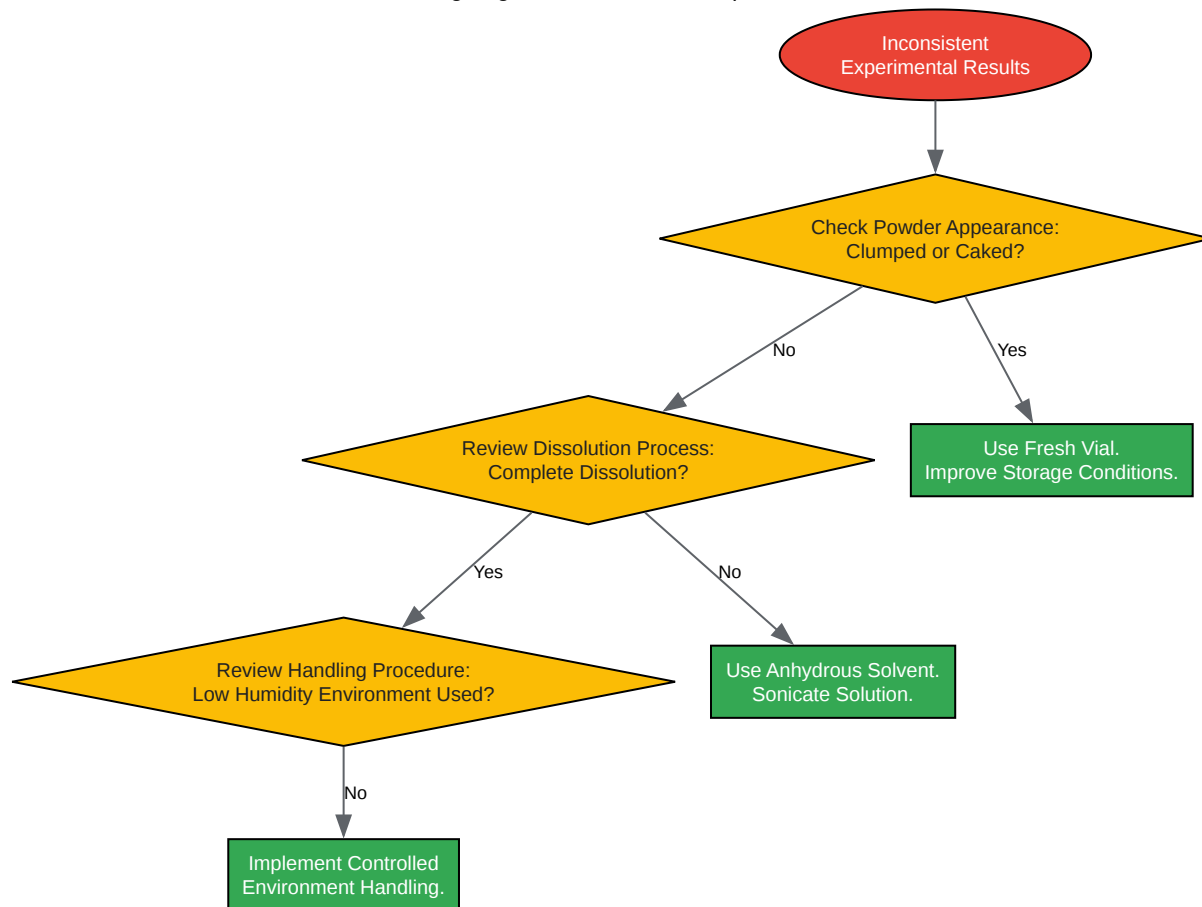 Inconsistent
Experimental Results
Check Powder Appearance:
Clumped or Caked?
No
Yes
Review Dissolution Process:
Complete Dissolution?
Use Fresh Vial.
Improve Storage Conditions.
Yes
No
Review Handling Procedure:
Low Humidity Environment Used?
Use Anhydrous Solvent.
Sonicate Solution.
No
Implement Controlled
Environment Handling.